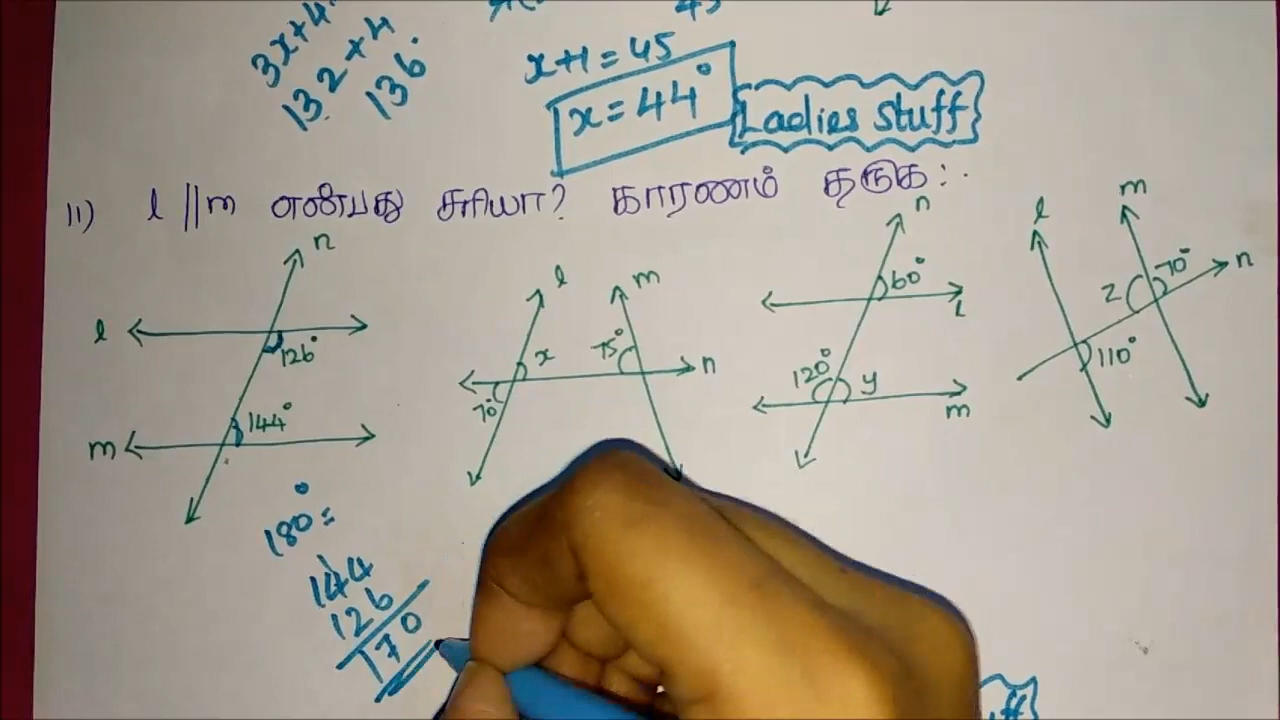 3x+4
132+4
136
x+1=45
x=44°
Ladies stuff
11) l ∥ m என்பது சரியா? காரணம் தருக:.
n
l
126°
144°
m
l
m
x
75°
n
70°
n
60°
l
120°
y
m
l
m
70°
n
z
110°
180°=
144
126
170